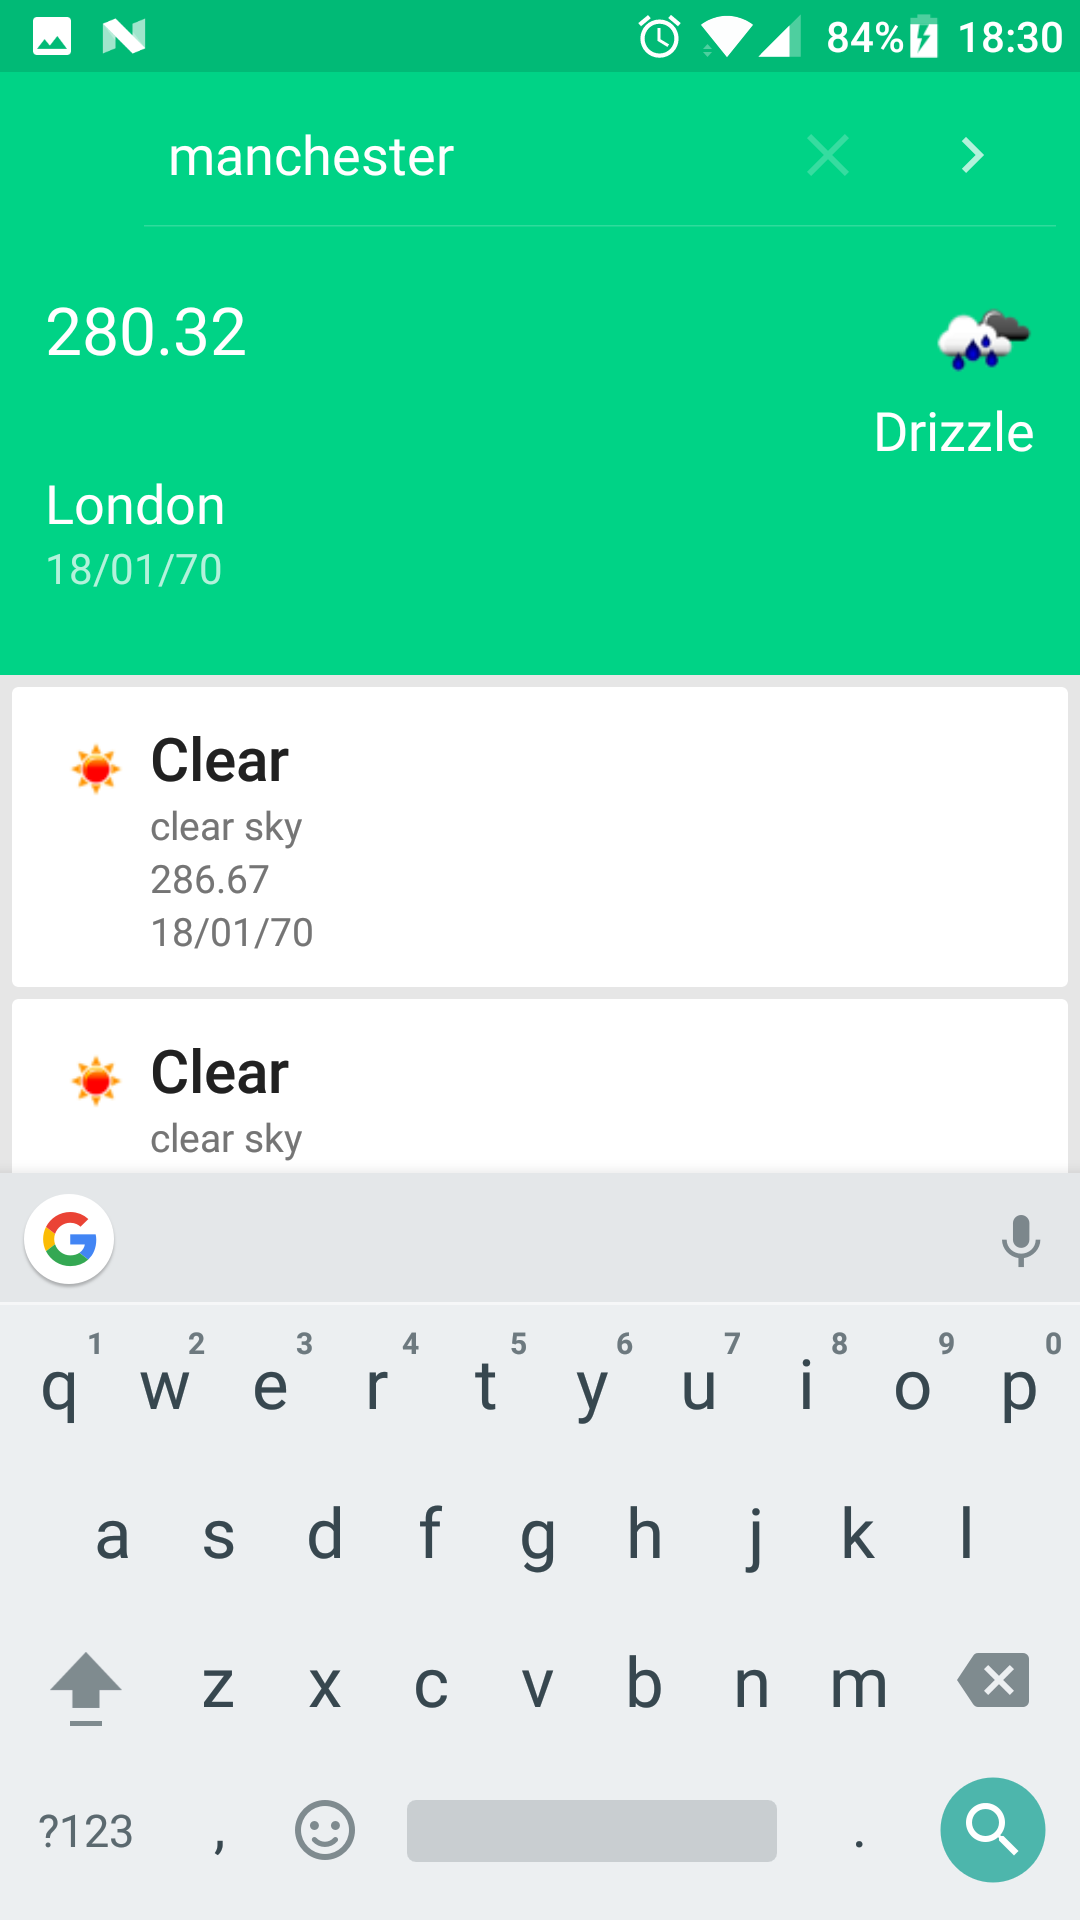 84% 18:30
manchester
280.32
Drizzle
London
18/01/70
Clear
clear sky
286.67
18/01/70
Clear
clear sky
1 2 3 4 5 6 7 8 9 0
q w e r t y u i o p
a s d f g h j k l
z x c v b n m
?123 , .